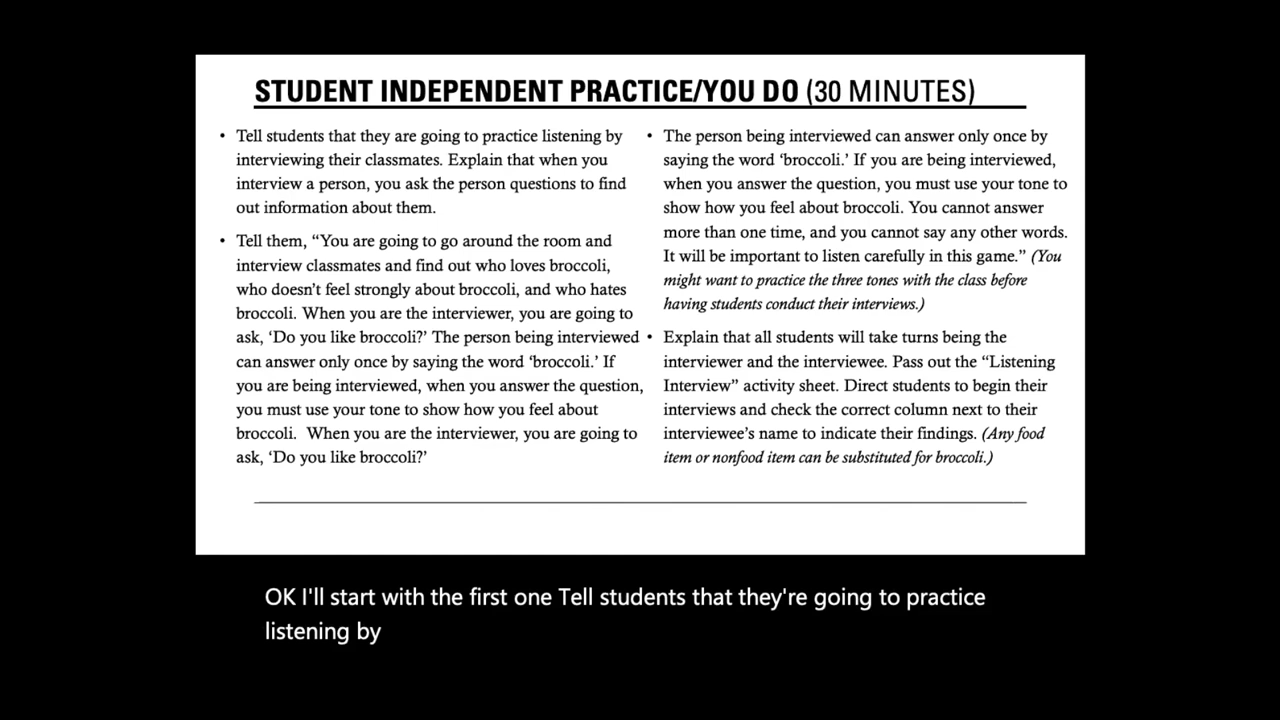 STUDENT INDEPENDENT PRACTICE/YOU DO (30 MINUTES)
• Tell students that they are going to practice listening by
interviewing their classmates. Explain that when you
interview a person, you ask the person questions to find
out information about them.
• Tell them, “You are going to go around the room and
interview classmates and find out who loves broccoli,
who doesn’t feel strongly about broccoli, and who hates
broccoli. When you are the interviewer, you are going to
ask, ‘Do you like broccoli?’ The person being interviewed
can answer only once by saying the word ‘broccoli.’ If
you are being interviewed, when you answer the question,
you must use your tone to show how you feel about
broccoli.  When you are the interviewer, you are going to
ask, ‘Do you like broccoli?’
• The person being interviewed can answer only once by
saying the word ‘broccoli.’ If you are being interviewed,
when you answer the question, you must use your tone to
show how you feel about broccoli. You cannot answer
more than one time, and you cannot say any other words.
It will be important to listen carefully in this game.” (You
might want to practice the three tones with the class before
having students conduct their interviews.)
• Explain that all students will take turns being the
interviewer and the interviewee. Pass out the “Listening
Interview” activity sheet. Direct students to begin their
interviews and check the correct column next to their
interviewee’s name to indicate their findings. (Any food
item or nonfood item can be substituted for broccoli.)
OK I'll start with the first one Tell students that they're going to practice
listening by